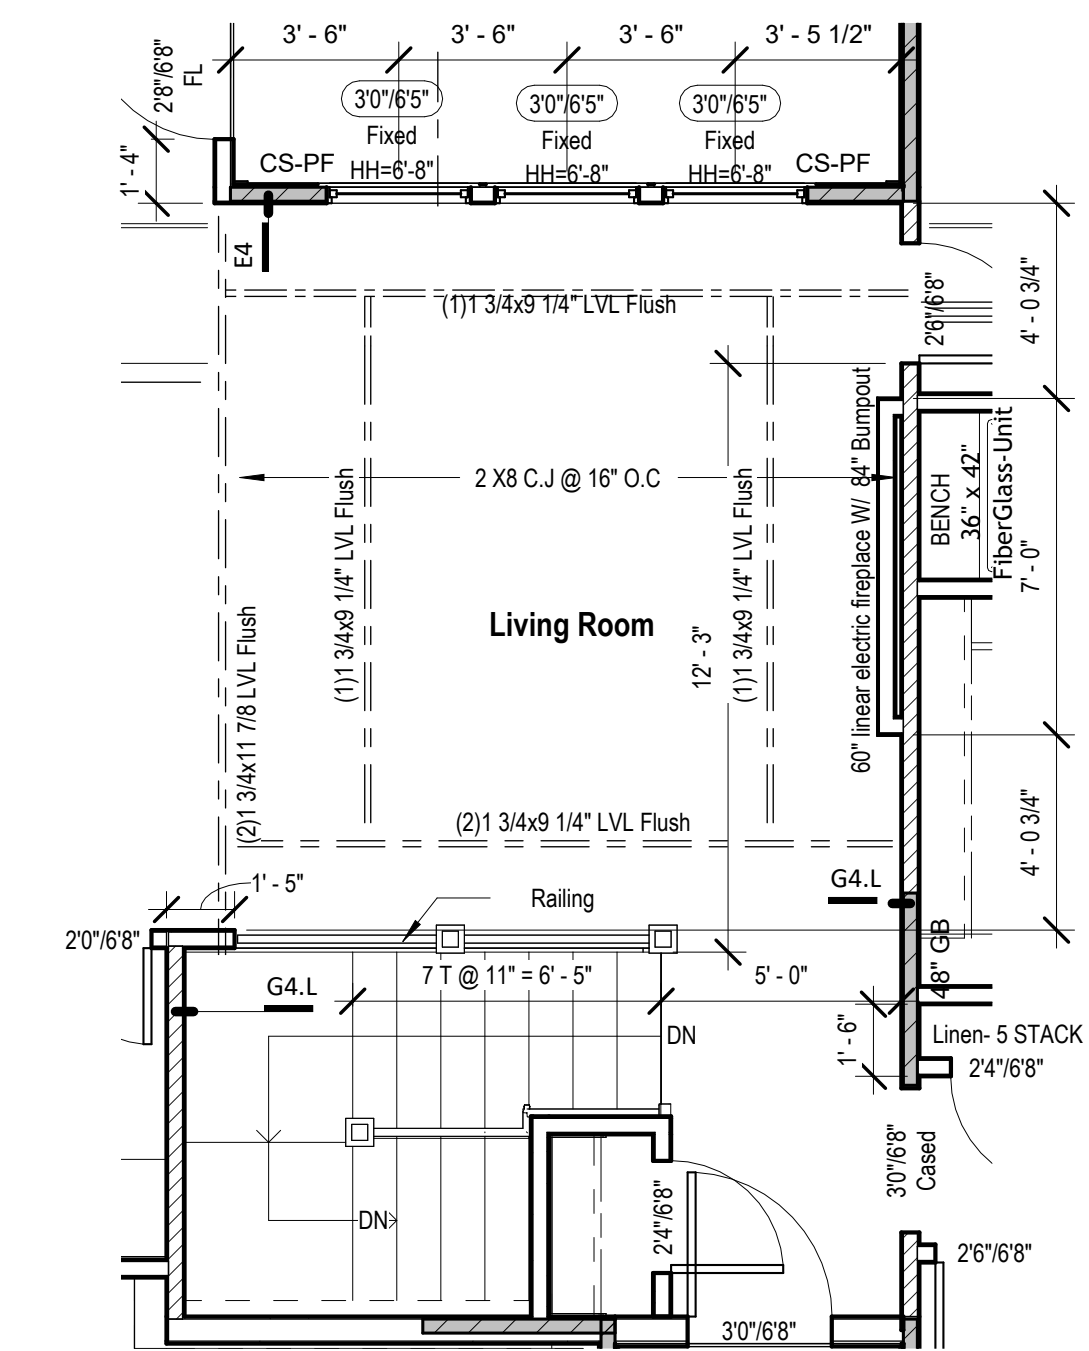 3' - 6"
3' - 6"
3' - 6"
3' - 5 1/2"
2'8"/6'8"
FL
3'0"/6'5"
Fixed
HH=6'-8"
3'0"/6'5"
Fixed
HH=6'-8"
3'0"/6'5"
Fixed
HH=6'-8"
1' - 4"
CS-PF
CS-PF
E4
(1)1 3/4x9 1/4" LVL Flush
2'6"/6'8"
4' - 0 3/4"
2 X8 C.J @ 16" O.C
(1)1 3/4x9 1/4" LVL Flush
(1)1 3/4x9 1/4" LVL Flush
60" linear electric fireplace W/ 84" Bumpout
BENCH
36" x 42"
FiberGlass-Unit
7' - 0"
Living Room
12' - 3"
(2)1 3/4x11 7/8 LVL Flush
(2)1 3/4x9 1/4" LVL Flush
4' - 0 3/4"
1' - 5"
Railing
G4.L
2'0"/6'8"
48" GB
7 T @ 11" = 6' - 5"
5' - 0"
G4.L
DN
1' - 6"
Linen- 5 STACK
2'4"/6'8"
3'0"/6'8"
Cased
DN
2'4"/6'8"
2'6"/6'8"
3'0"/6'8"